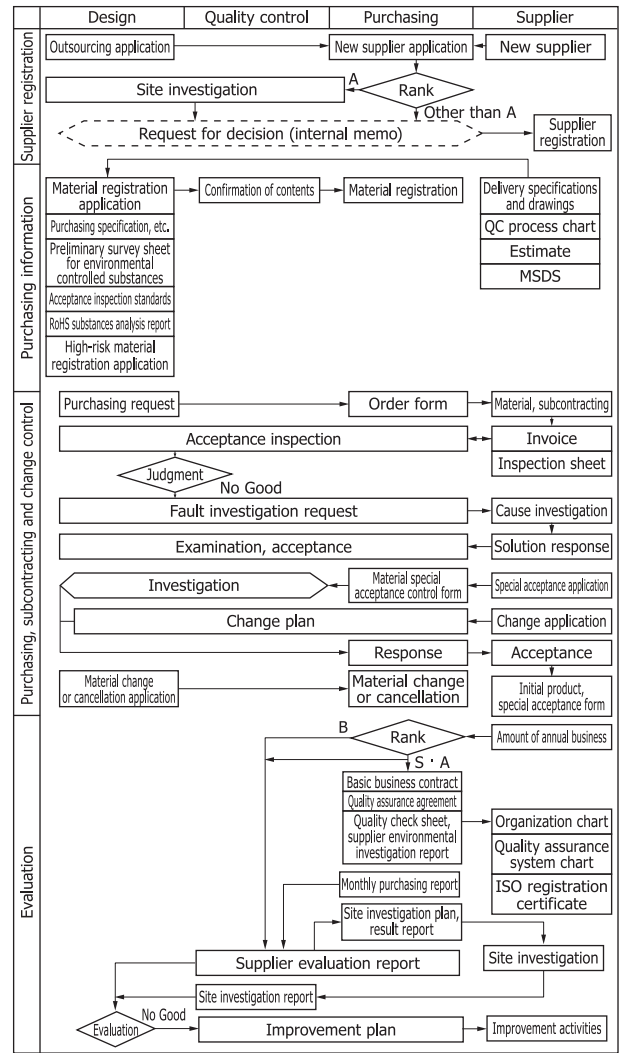 Design
Quality control
Purchasing
Supplier
Supplier registration
Outsourcing application
New supplier application
New supplier
Site investigation
A
Rank
Other than A
Request for decision (internal memo)
Supplier
registration
Purchasing information
Material registration
application
Confirmation of contents
Material registration
Delivery specifications
and drawings
Purchasing specification, etc.
QC process chart
Preliminary survey sheet
for environmental
controlled substances
Estimate
MSDS
Acceptance inspection standards
RoHS substances analysis report
High-risk material
registration application
Purchasing, subcontracting and change control
Purchasing request
Order form
Material, subcontracting
Acceptance inspection
Invoice
Inspection sheet
Judgment
No Good
Fault investigation request
Cause investigation
Examination, acceptance
Solution response
Investigation
Material special
acceptance control form
Special acceptance application
Change plan
Change application
Response
Acceptance
Material change
or cancellation application
Material change
or cancellation
Initial product,
special acceptance form
Evaluation
B
Rank
Amount of annual business
S・A
Basic business contract
Quality assurance agreement
Quality check sheet,
supplier environmental
investigation report
Organization chart
Quality assurance
system chart
ISO registration
certificate
Monthly purchasing report
Site investigation plan,
result report
Supplier evaluation report
Site investigation
Site investigation report
Evaluation
No Good
Improvement plan
Improvement activities